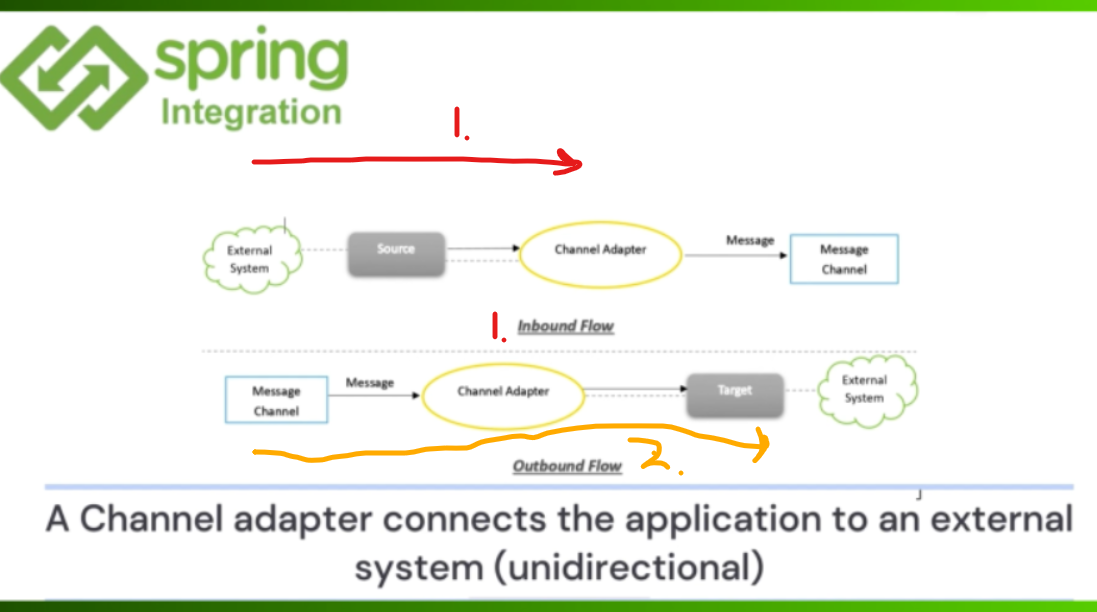 spring
Integration
1.
External
System
Source
Channel Adapter
Message
Message
Channel
1.
Inbound Flow
Message
Channel
Message
Channel Adapter
Target
External
System
Outbound Flow
2.
A Channel adapter connects the application to an external
system (unidirectional)